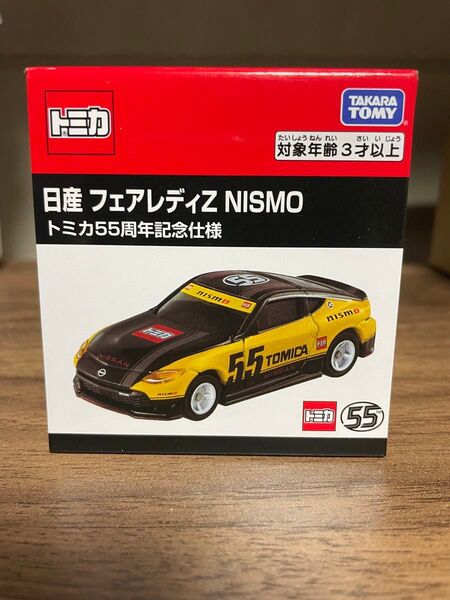 トミカ
TAKARA
TOMY
たいしょうねんれい さいいじょう
対象年齢3才以上
日産 フェアレディZ NISMO
トミカ55周年記念仕様
nismo
トミカ
NISSAN
55 TOMICA
nismo
NISSAN
トミカ
55